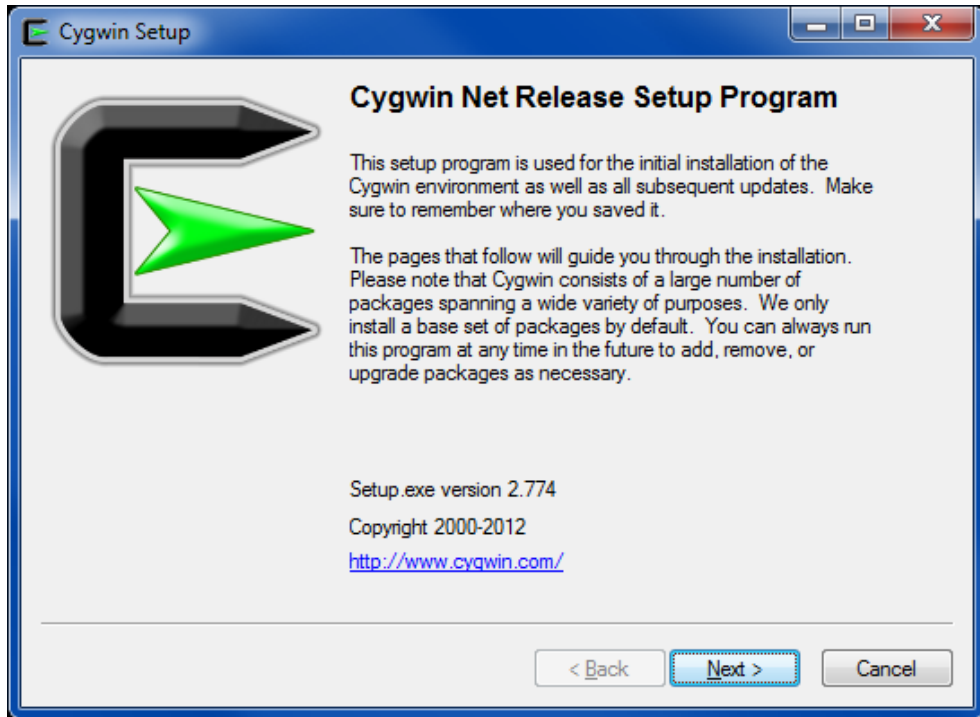 Cygwin Setup
Cygwin Net Release Setup Program
This setup program is used for the initial installation of the
Cygwin environment as well as all subsequent updates.  Make
sure to remember where you saved it.
The pages that follow will guide you through the installation.
Please note that Cygwin consists of a large number of
packages spanning a wide variety of purposes.  We only
install a base set of packages by default.  You can always run
this program at any time in the future to add, remove, or
upgrade packages as necessary.
Setup.exe version 2.774
Copyright 2000-2012
http://www.cygwin.com/
< Back
Next >
Cancel